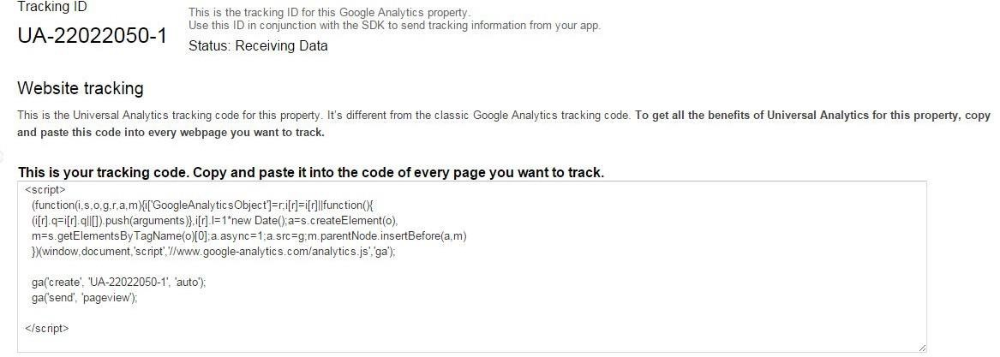 Tracking ID
This is the tracking ID for this Google Analytics property.
UA-22022050-1
Use this ID in conjunction with the SDK to send tracking information from your app.
Status: Receiving Data
Website tracking
This is the Universal Analytics tracking code for this property. It's different from the classic Google Analytics tracking code. To get all the benefits of Universal Analytics for this property, copy
and paste this code into every webpage you want to track.
This is your tracking code. Copy and paste it into the code of every page you want to track.
<script>
(function(i,s,o,g,r,a,m){i['GoogleAnalyticsObject']=r;i[r]=i[r]||function(){
(i[r].q=i[r].q||[]).push(arguments)},i[r].l=1*new Date();a=s.createElement(o),
m=s.getElementsByTagName(o)[0];a.async=1;a.src=g;m.parentNode.insertBefore(a,m)
})(window,document,'script','//www.google-analytics.com/analytics.js','ga');
ga('create', 'UA-22022050-1', 'auto');
ga('send', 'pageview');
</script>